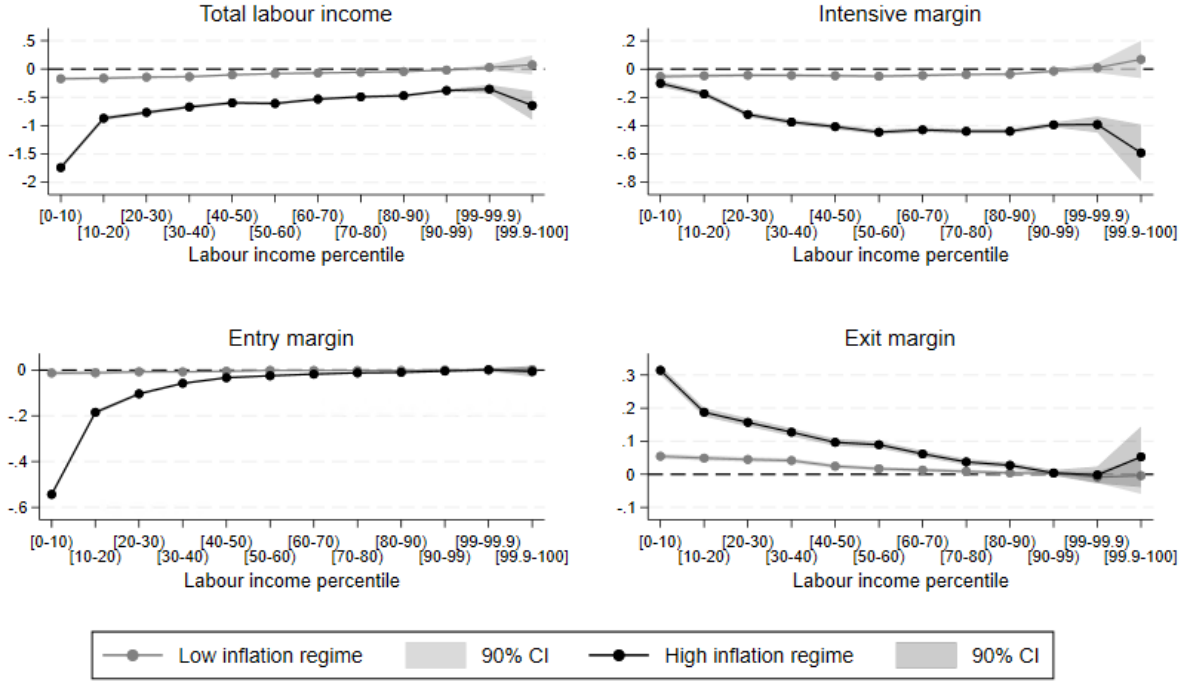 Total labour income
.5
0
-.5
-1
-1.5
-2
[0-10) [20-30) [40-50) [60-70) [80-90) [99-99.9)
[10-20) [30-40) [50-60) [70-80) [90-99) [99.9-100]
Labour income percentile
Intensive margin
.2
0
-.2
-.4
-.6
-.8
[0-10) [20-30) [40-50) [60-70) [80-90) [99-99.9)
[10-20) [30-40) [50-60) [70-80) [90-99) [99.9-100]
Labour income percentile
Entry margin
0
-.2
-.4
-.6
[0-10) [20-30) [40-50) [60-70) [80-90) [99-99.9)
[10-20) [30-40) [50-60) [70-80) [90-99) [99.9-100]
Labour income percentile
Exit margin
.3
.2
.1
0
-.1
[0-10) [20-30) [40-50) [60-70) [80-90) [99-99.9)
[10-20) [30-40) [50-60) [70-80) [90-99) [99.9-100]
Labour income percentile
Low inflation regime 90% CI High inflation regime 90% CI